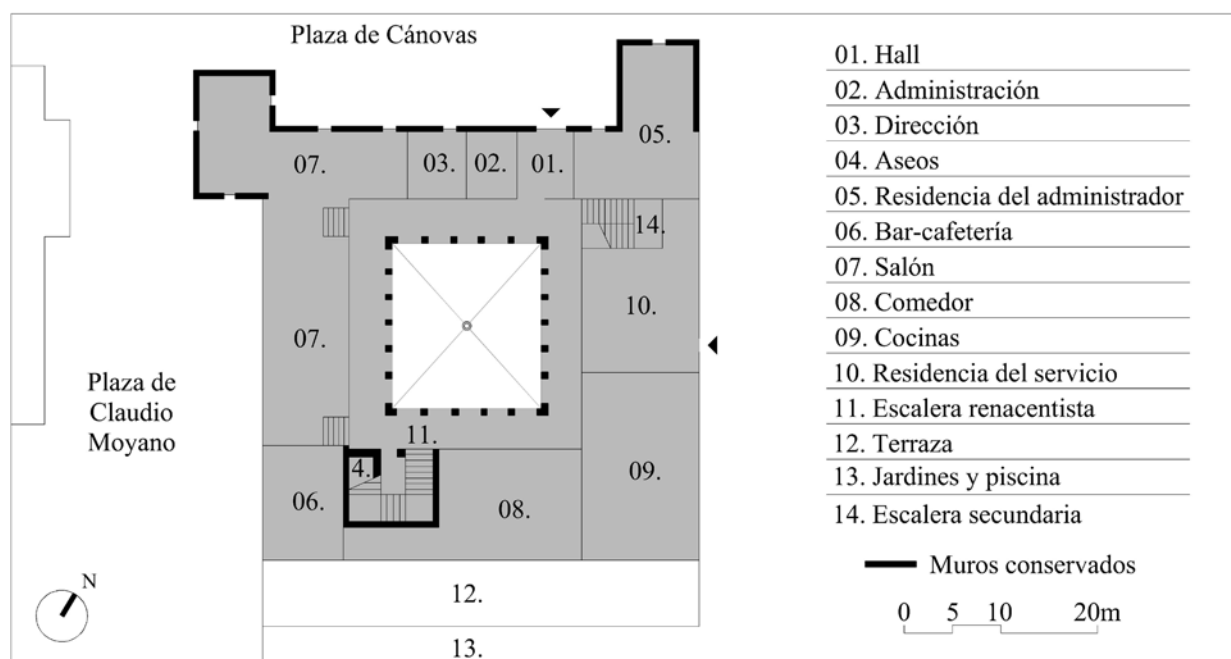 Plaza de Cánovas
05.
07.
03.
02.
01.
14.
10.
07.
Plaza de
Claudio
Moyano
11.
4.
06.
08.
09.
12.
13.
N
01. Hall
02. Administración
03. Dirección
04. Aseos
05. Residencia del administrador
06. Bar-cafetería
07. Salón
08. Comedor
09. Cocinas
10. Residencia del servicio
11. Escalera renacentista
12. Terraza
13. Jardines y piscina
14. Escalera secundaria
Muros conservados
0 5 10 20m